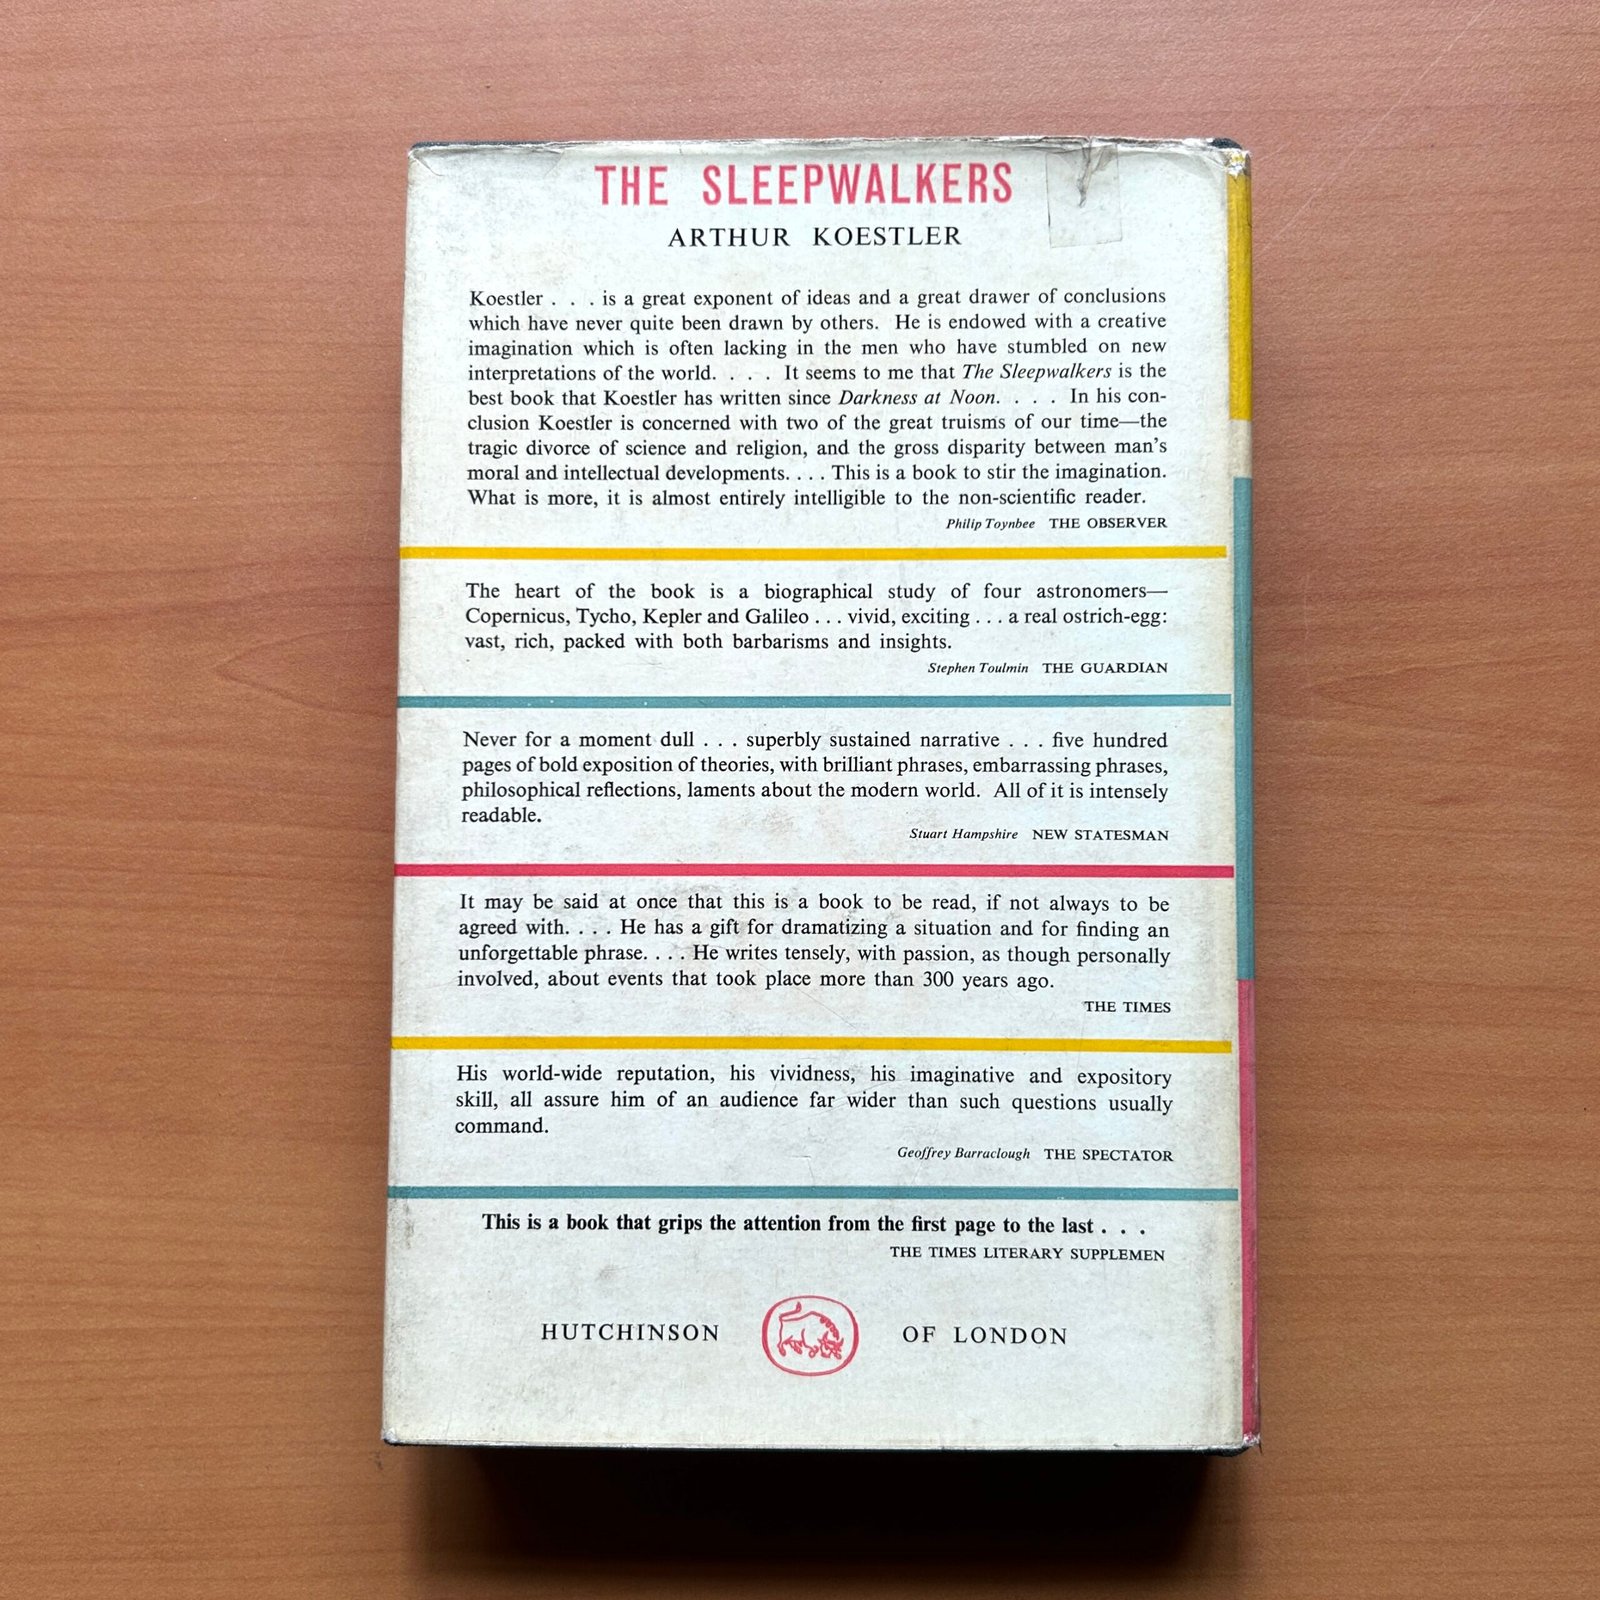 THE SLEEPWALKERS
ARTHUR KOESTLER
Koestler . . . is a great exponent of ideas and a great drawer of conclusions
which have never quite been drawn by others. He is endowed with a creative
imagination which is often lacking in the men who have stumbled on new
interpretations of the world. . . . It seems to me that The Sleepwalkers is the
best book that Koestler has written since Darkness at Noon. . . . In his con-
clusion Koestler is concerned with two of the great truisms of our time—the
tragic divorce of science and religion, and the gross disparity between man's
moral and intellectual developments. . . . This is a book to stir the imagination.
What is more, it is almost entirely intelligible to the non-scientific reader.
Philip Toynbee THE OBSERVER
The heart of the book is a biographical study of four astronomers—
Copernicus, Tycho, Kepler and Galileo . . . vivid, exciting . . . a real ostrich-egg:
vast, rich, packed with both barbarisms and insights.
Stephen Toulmin THE GUARDIAN
Never for a moment dull . . . superbly sustained narrative . . . five hundred
pages of bold exposition of theories, with brilliant phrases, embarrassing phrases,
philosophical reflections, laments about the modern world. All of it is intensely
readable.
Stuart Hampshire NEW STATESMAN
It may be said at once that this is a book to be read, if not always to be
agreed with. . . . He has a gift for dramatizing a situation and for finding an
unforgettable phrase. . . . He writes tensely, with passion, as though personally
involved, about events that took place more than 300 years ago.
THE TIMES
His world-wide reputation, his vividness, his imaginative and expository
skill, all assure him of an audience far wider than such questions usually
command.
Geoffrey Barraclough THE SPECTATOR
This is a book that grips the attention from the first page to the last . . .
THE TIMES LITERARY SUPPLEMEN
HUTCHINSON OF LONDON